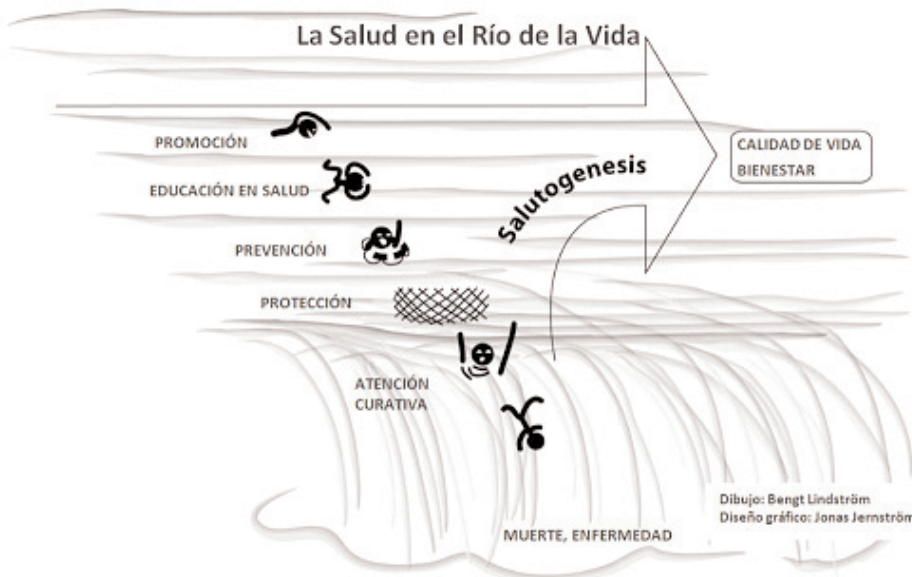 La Salud en el Río de la Vida
PROMOCIÓN
CALIDAD DE VIDA
BIENESTAR
EDUCACIÓN EN SALUD
Salutogenesis
PREVENCIÓN
PROTECCIÓN
ATENCIÓN
CURATIVA
Dibujo: Bengt Lindström
Diseño gráfico: Jonas Jernström
MUERTE, ENFERMEDAD